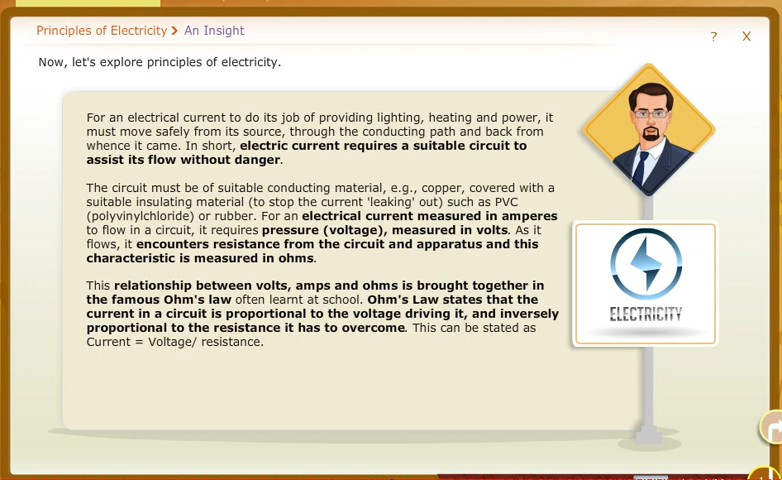 Principles of Electricity > An Insight
? X
Now, let's explore principles of electricity.
For an electrical current to do its job of providing lighting, heating and power, it
must move safely from its source, through the conducting path and back from
whence it came. In short, electric current requires a suitable circuit to
assist its flow without danger.
The circuit must be of suitable conducting material, e.g., copper, covered with a
suitable insulating material (to stop the current 'leaking' out) such as PVC
(polyvinylchloride) or rubber. For an electrical current measured in amperes
to flow in a circuit, it requires pressure (voltage), measured in volts. As it
flows, it encounters resistance from the circuit and apparatus and this
characteristic is measured in ohms.
This relationship between volts, amps and ohms is brought together in
the famous Ohm's law often learnt at school. Ohm's Law states that the
current in a circuit is proportional to the voltage driving it, and inversely
proportional to the resistance it has to overcome. This can be stated as
Current = Voltage/ resistance.
ELECTRICITY